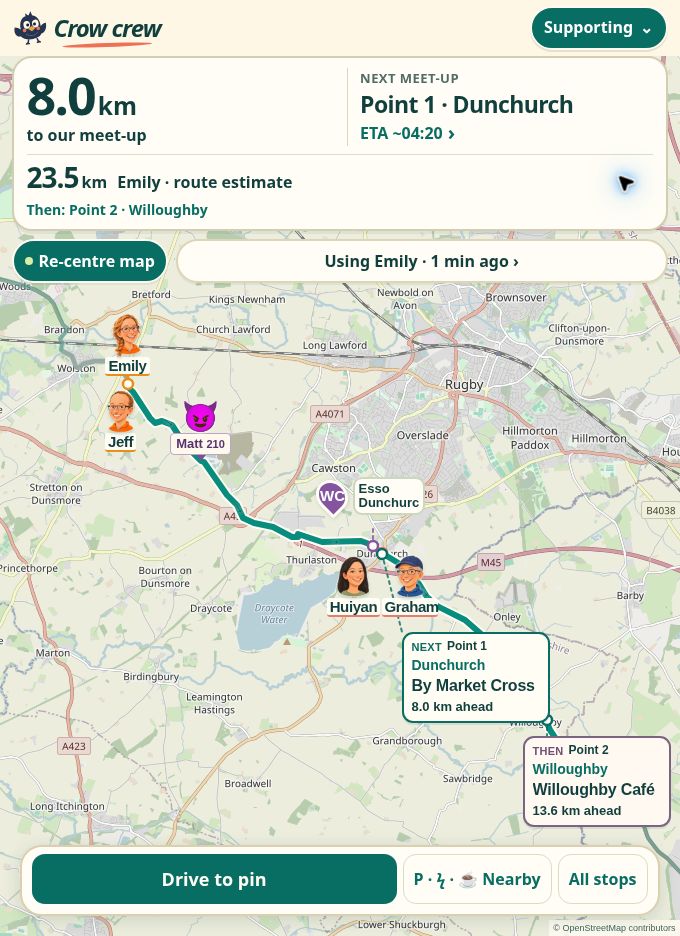 Crow crew
Supporting
8.0 km
to our meet-up
NEXT MEET-UP
Point 1 · Dunchurch
ETA ~04:20 ›
23.5 km Emily · route estimate
Then: Point 2 · Willoughby
Re-centre map
Using Emily · 1 min ago ›
Bretford
Kings Newnham
Newbold on
Avon
Brownsover
Brandon
Church Lawford
Long Lawford
Clifton-upon-
Dunsmore
Wolston
Emily
Rugby
Jeff
Matt 210
A4071
Overslade
Hillmorton
Paddox
Hillmorton
Cawston
Stretton on
Dunsmore
WC
Esso
Dunchurc
B4038
Thurlaston
M45
Princethorpe
Bourton on
Dunsmore
Barby
Huiyan
Graham
Draycote
Draycote
Water
Onley
NEXT Point 1
Dunchurch
By Market Cross
8.0 km ahead
Marton
Birdingbury
Leamington
Hastings
Grandborough
A423
THEN Point 2
Willoughby
Willoughby Café
13.6 km ahead
Sawbridge
Broadwell
Long Itchington
Drive to pin
P · ϟ · ☕ Nearby
All stops
Lower Shuckburgh
© OpenStreetMap contributors